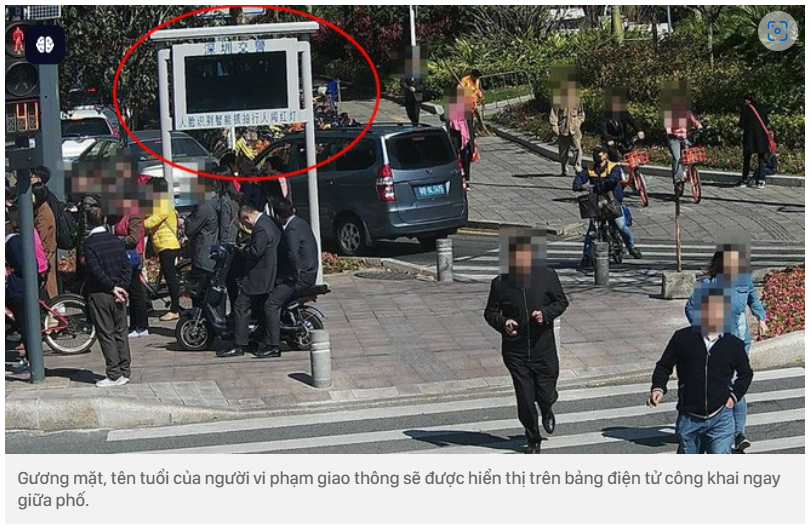 深圳交警
人脸识别智能抓拍行人闯红灯
Gương mặt, tên tuổi của người vi phạm giao thông sẽ được hiển thị trên bảng điện tử công khai ngay
giữa phố.